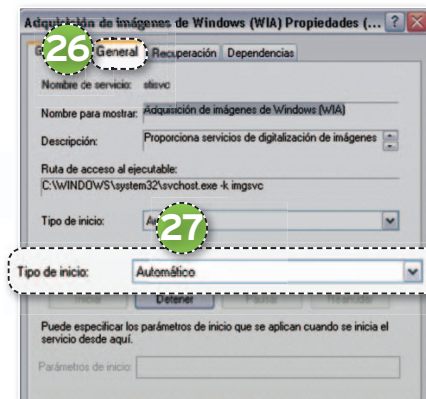 Adquisición de imágenes de Windows (WIA) Propiedades (...
26
General Recuperación Dependencias
Nombre de servicio: stisvc
Nombre para mostrar: Adquisición de imágenes de Windows (WIA)
Descripción: Proporciona servicios de digitalización de imágenes
Ruta de acceso al ejecutable:
C:\WINDOWS\system32\svchost.exe -k imgsvc
Tipo de inicio:
27
Tipo de inicio: Automático
Iniciar Detener Pausar Reanudar
Puede especificar los parámetros de inicio que se aplican cuando se inicia el
servicio desde aquí.
Parámetros de inicio: